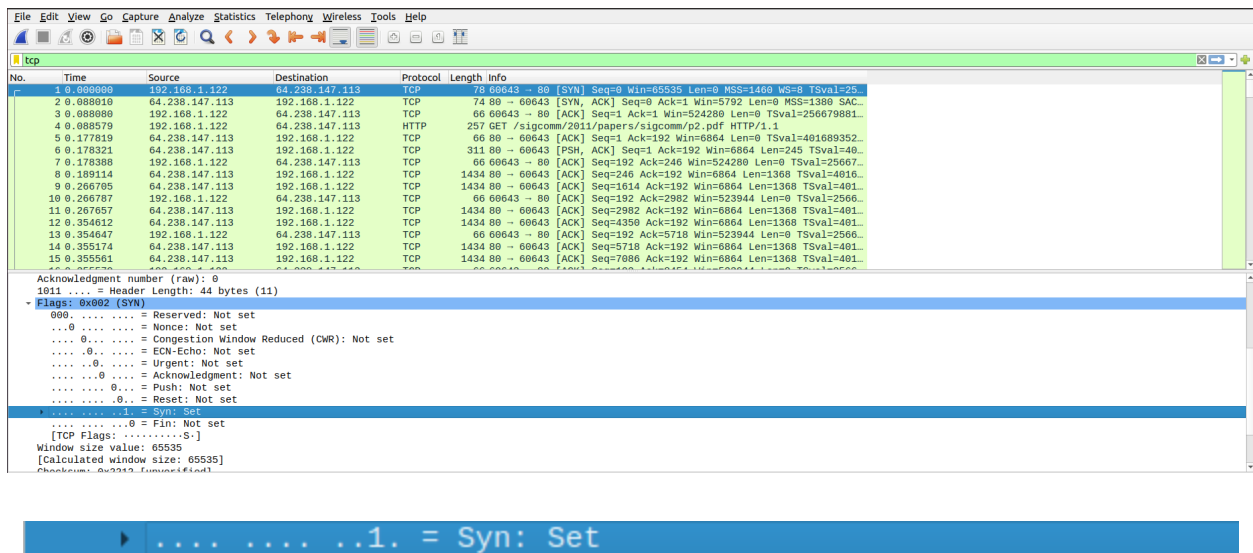 File Edit View Go Capture Analyze Statistics Telephony Wireless Tools Help
tcp
No. Time Source Destination Protocol Length Info
1 0.000000 192.168.1.122 64.238.147.113 TCP 78 60643 → 80 [SYN] Seq=0 Win=65535 Len=0 MSS=1460 WS=8 TSval=25…
2 0.088010 64.238.147.113 192.168.1.122 TCP 74 80 → 60643 [SYN, ACK] Seq=0 Ack=1 Win=5792 Len=0 MSS=1380 SAC…
3 0.088080 192.168.1.122 64.238.147.113 TCP 66 60643 → 80 [ACK] Seq=1 Ack=1 Win=524280 Len=0 TSval=256679881…
4 0.088579 192.168.1.122 64.238.147.113 HTTP 257 GET /sigcomm/2011/papers/sigcomm/p2.pdf HTTP/1.1
5 0.177819 64.238.147.113 192.168.1.122 TCP 66 80 → 60643 [ACK] Seq=1 Ack=192 Win=6864 Len=0 TSval=401689352…
6 0.178321 64.238.147.113 192.168.1.122 TCP 311 80 → 60643 [PSH, ACK] Seq=1 Ack=192 Win=6864 Len=245 TSval=40…
7 0.178388 192.168.1.122 64.238.147.113 TCP 66 60643 → 80 [ACK] Seq=192 Ack=246 Win=524280 Len=0 TSval=25667…
8 0.189114 64.238.147.113 192.168.1.122 TCP 1434 80 → 60643 [ACK] Seq=246 Ack=192 Win=6864 Len=1368 TSval=4016…
9 0.266705 64.238.147.113 192.168.1.122 TCP 1434 80 → 60643 [ACK] Seq=1614 Ack=192 Win=6864 Len=1368 TSval=401…
10 0.266787 192.168.1.122 64.238.147.113 TCP 66 60643 → 80 [ACK] Seq=192 Ack=2982 Win=523944 Len=0 TSval=2566…
11 0.267657 64.238.147.113 192.168.1.122 TCP 1434 80 → 60643 [ACK] Seq=2982 Ack=192 Win=6864 Len=1368 TSval=401…
12 0.354612 64.238.147.113 192.168.1.122 TCP 1434 80 → 60643 [ACK] Seq=4350 Ack=192 Win=6864 Len=1368 TSval=401…
13 0.354647 192.168.1.122 64.238.147.113 TCP 66 60643 → 80 [ACK] Seq=192 Ack=5718 Win=523944 Len=0 TSval=2566…
14 0.355174 64.238.147.113 192.168.1.122 TCP 1434 80 → 60643 [ACK] Seq=5718 Ack=192 Win=6864 Len=1368 TSval=401…
15 0.355561 64.238.147.113 192.168.1.122 TCP 1434 80 → 60643 [ACK] Seq=7086 Ack=192 Win=6864 Len=1368 TSval=401…
Acknowledgment number (raw): 0
1011 .... = Header Length: 44 bytes (11)
Flags: 0x002 (SYN)
000. .... .... = Reserved: Not set
...0 .... .... = Nonce: Not set
.... 0... .... = Congestion Window Reduced (CWR): Not set
.... .0.. .... = ECN-Echo: Not set
.... ..0. .... = Urgent: Not set
.... ...0 .... = Acknowledgment: Not set
.... .... 0... = Push: Not set
.... .... .0.. = Reset: Not set
.... .... ..1. = Syn: Set
.... .... ...0 = Fin: Not set
[TCP Flags: ··········S·]
Window size value: 65535
[Calculated window size: 65535]
Checksum: 0x2212 [unverified]
.... .... ..1. = Syn: Set